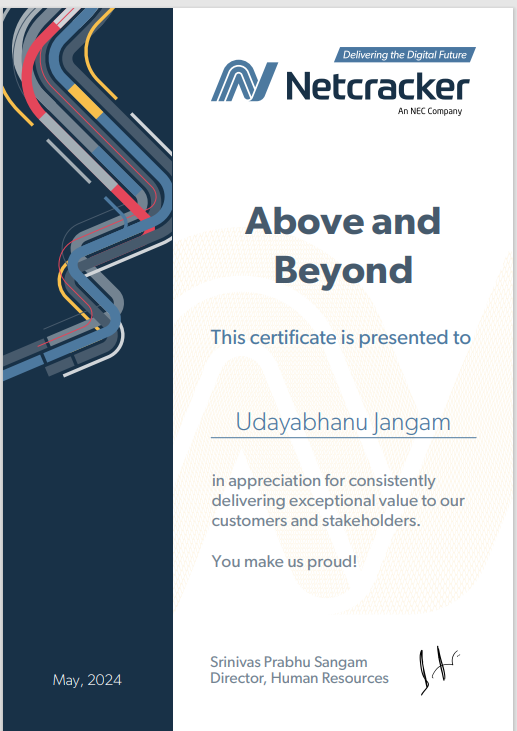 Delivering the Digital Future
Netcracker
An NEC Company
Above and
Beyond
This certificate is presented to
Udayabhanu Jangam
in appreciation for consistently
delivering exceptional value to our
customers and stakeholders.
You make us proud!
Srinivas Prabhu Sangam
Director, Human Resources
May, 2024